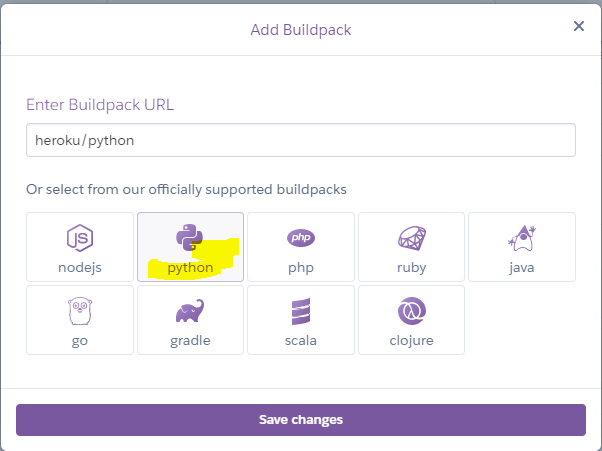 Add Buildpack
Enter Buildpack URL
heroku/python
Or select from our officially supported buildpacks
JS
php
nodejs python php ruby java
go gradle scala clojure
Save changes